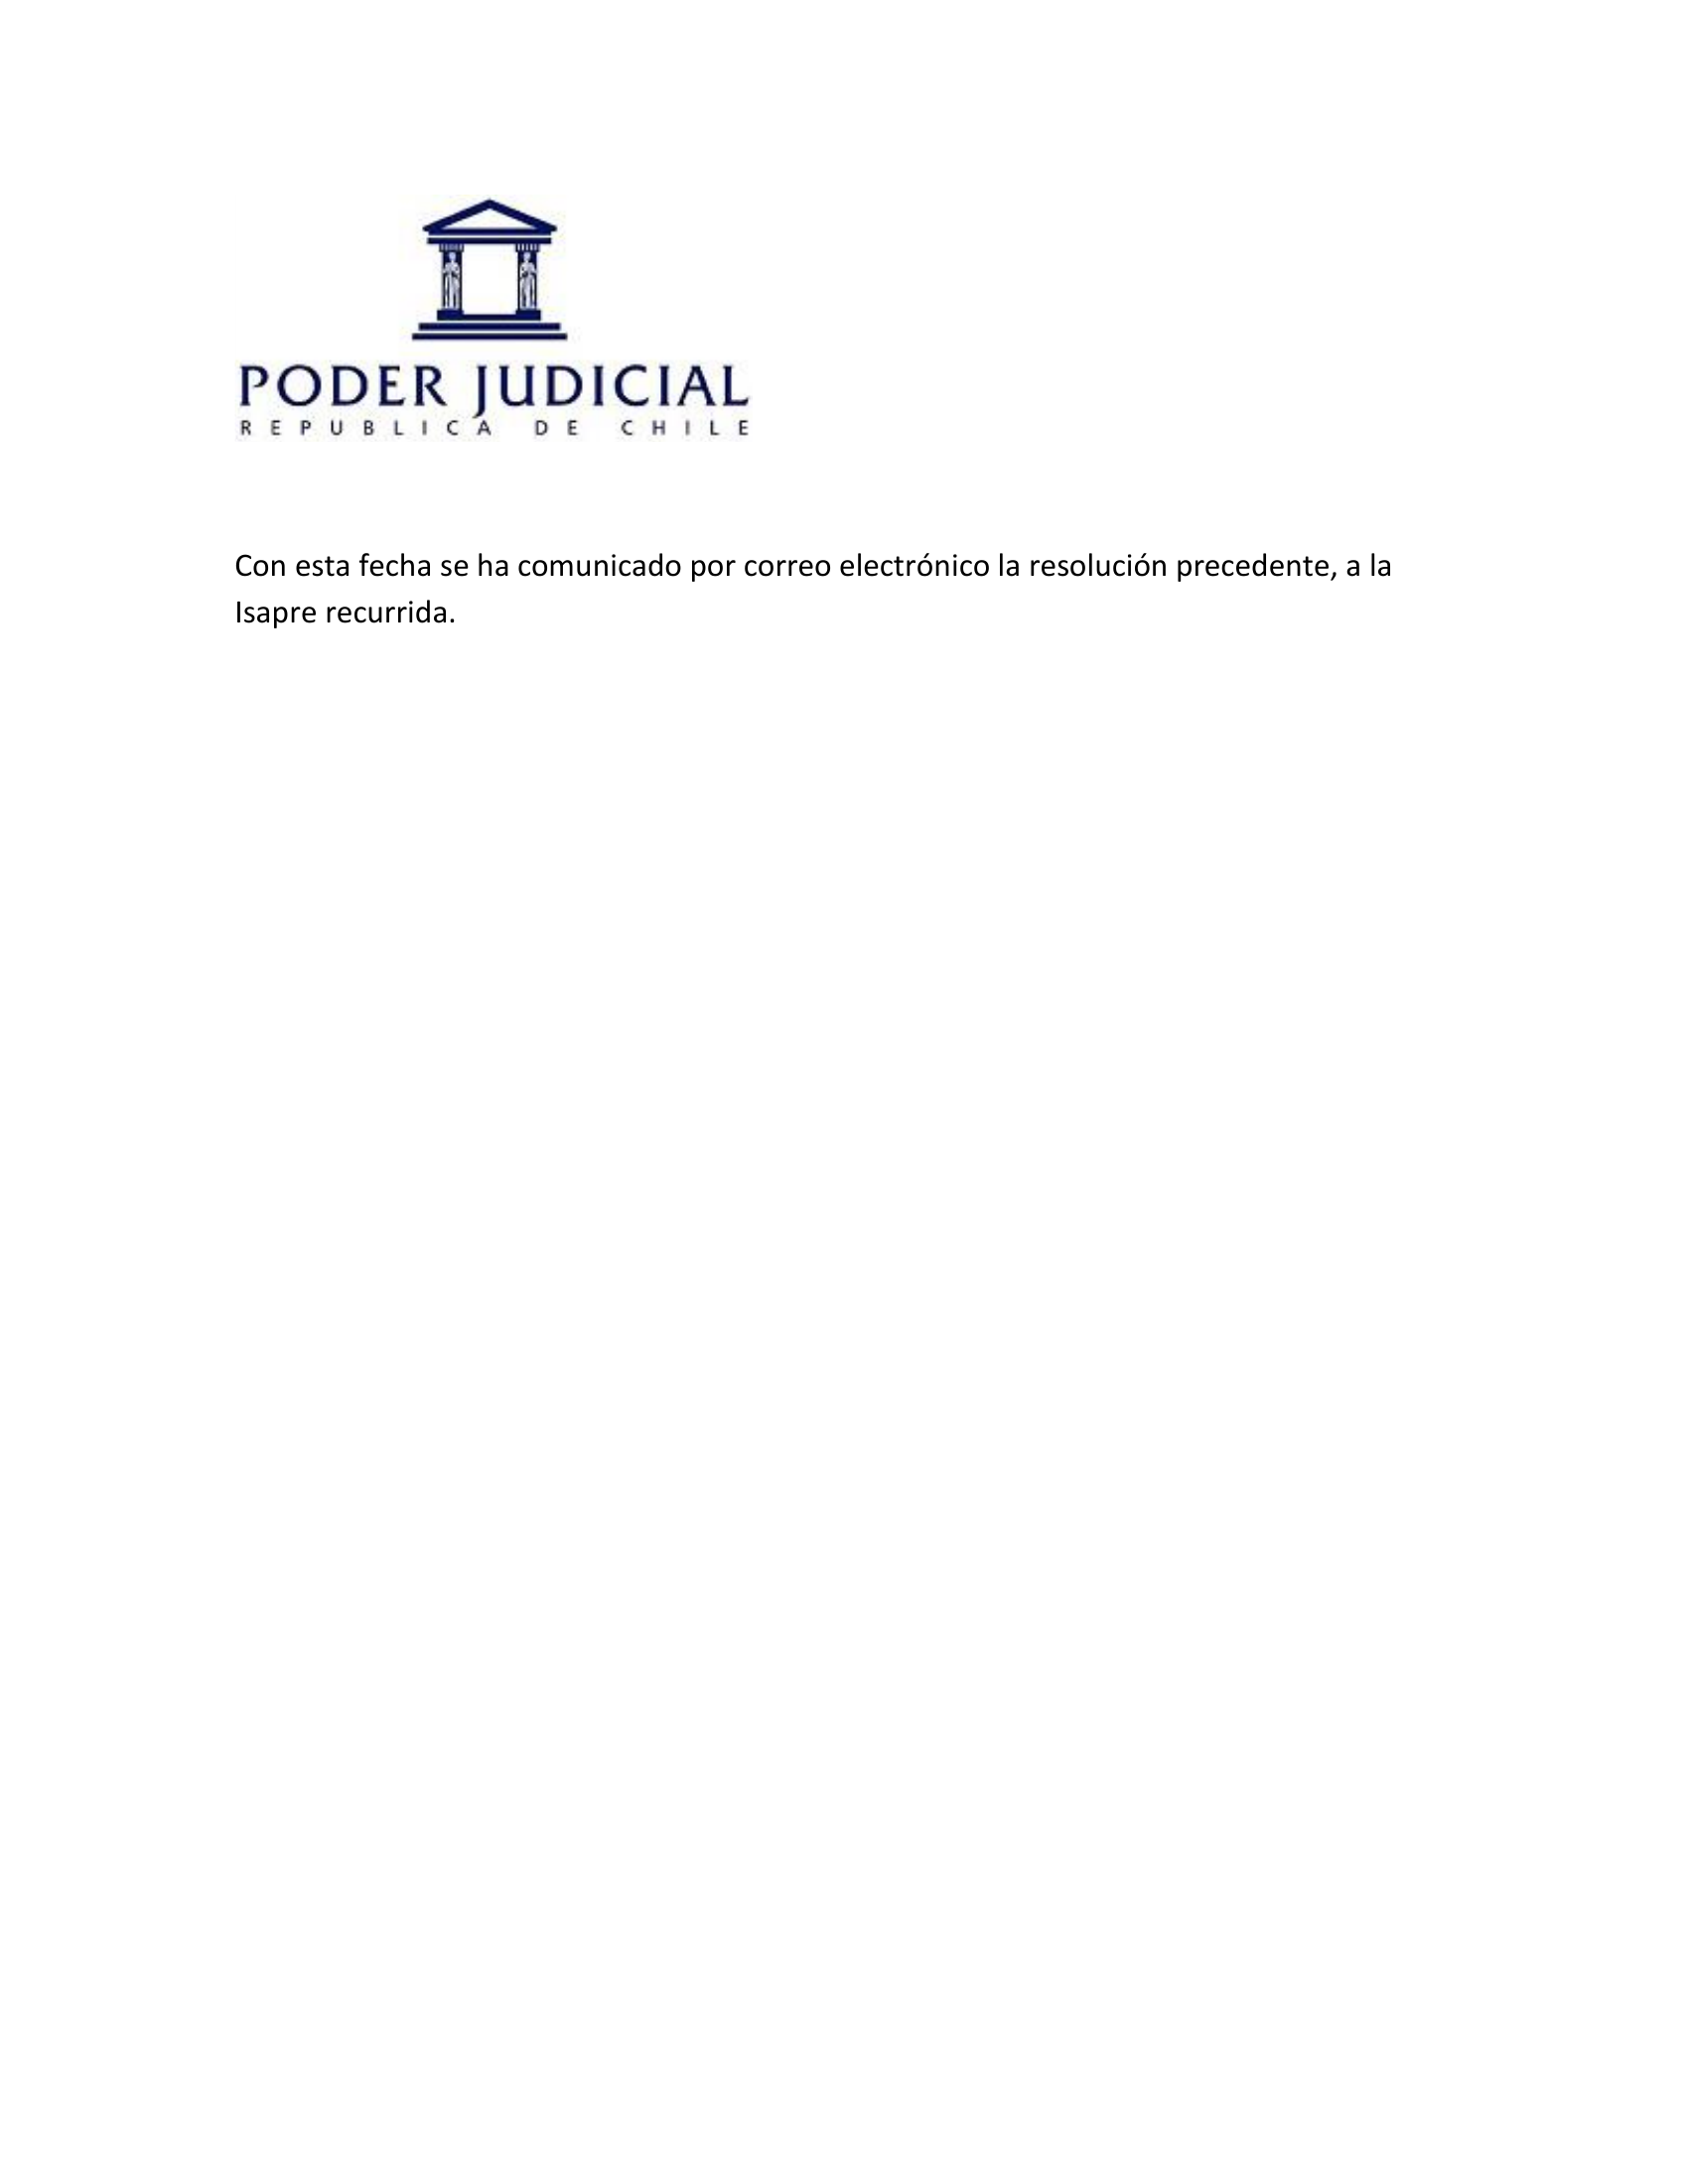 PODER JUDICIAL
REPUBLICA DE CHILE
Con esta fecha se ha comunicado por correo electrónico la resolución precedente, a la
Isapre recurrida.